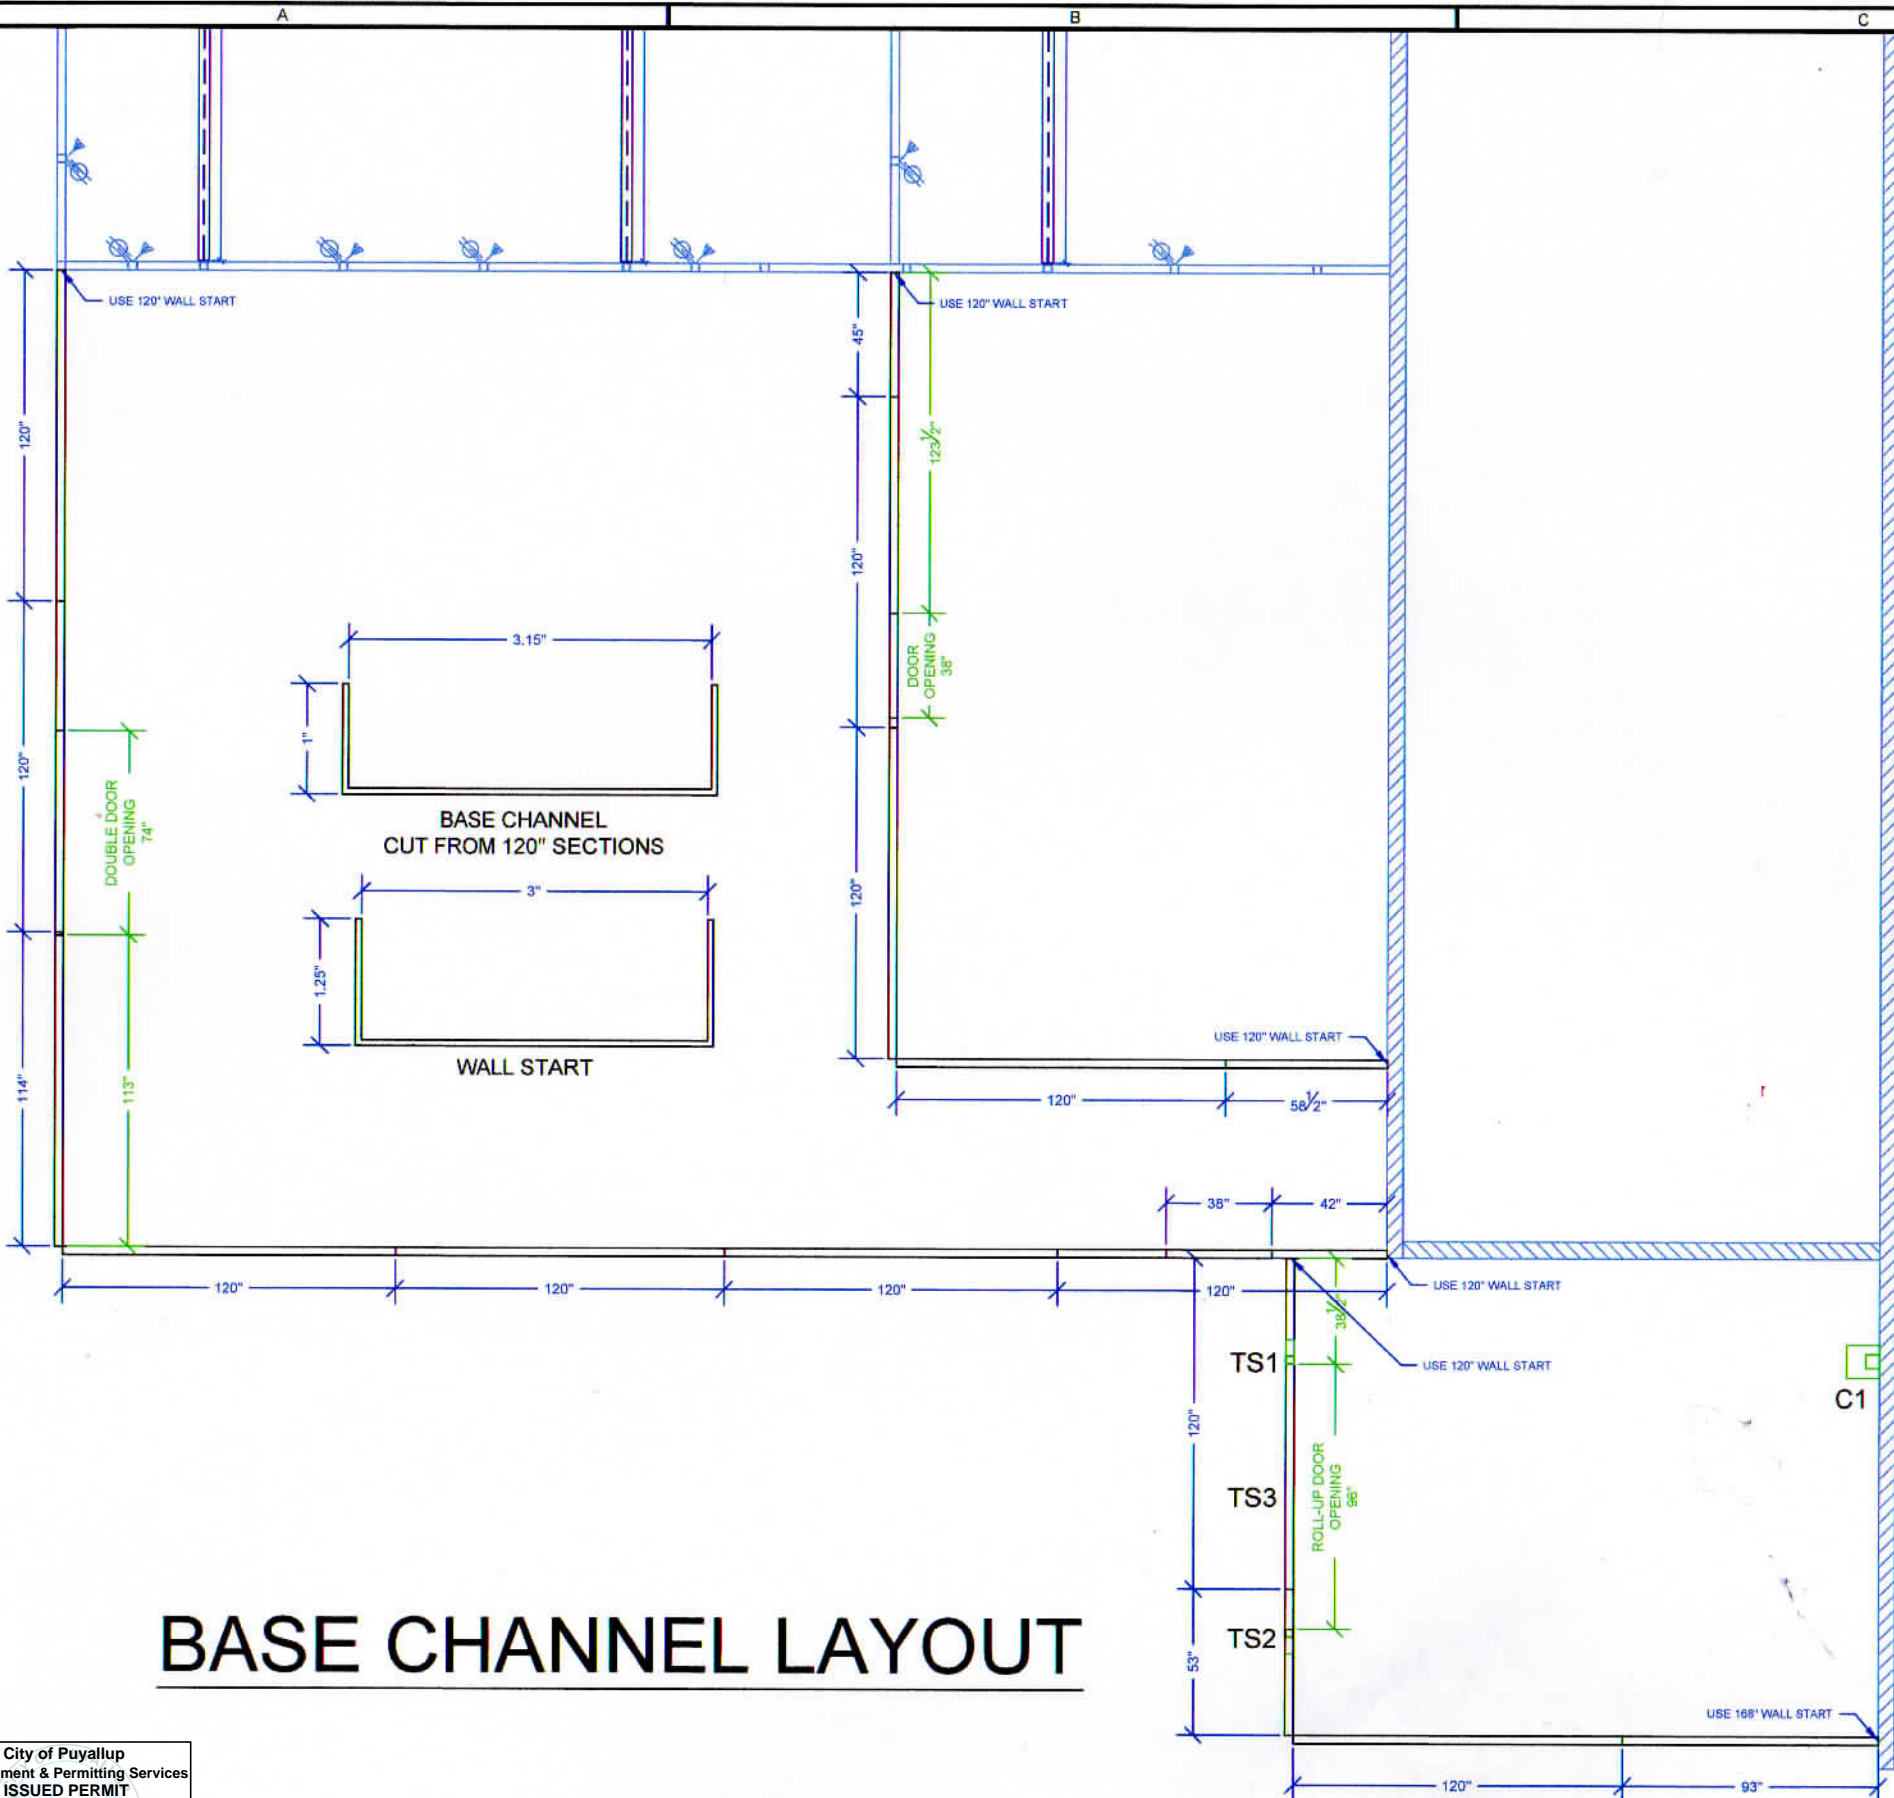 A
B
C
USE 120" WALL START
USE 120" WALL START
45"
120"
123½"
120"
3.15"
DOOR
OPENING
38"
1"
120"
DOUBLE DOOR
OPENING
74"
BASE CHANNEL
CUT FROM 120" SECTIONS
3"
120"
1.25"
USE 120" WALL START
WALL START
114"
113"
120"
58½"
38"
42"
120"
120"
120"
120"
USE 120" WALL START
38½"
TS1
USE 120" WALL START
C1
120"
TS3
ROLL-UP DOOR
OPENING
96"
BASE CHANNEL LAYOUT
TS2
53"
USE 168" WALL START
City of Puyallup
ment & Permitting Services
ISSUED PERMIT
120"
93"